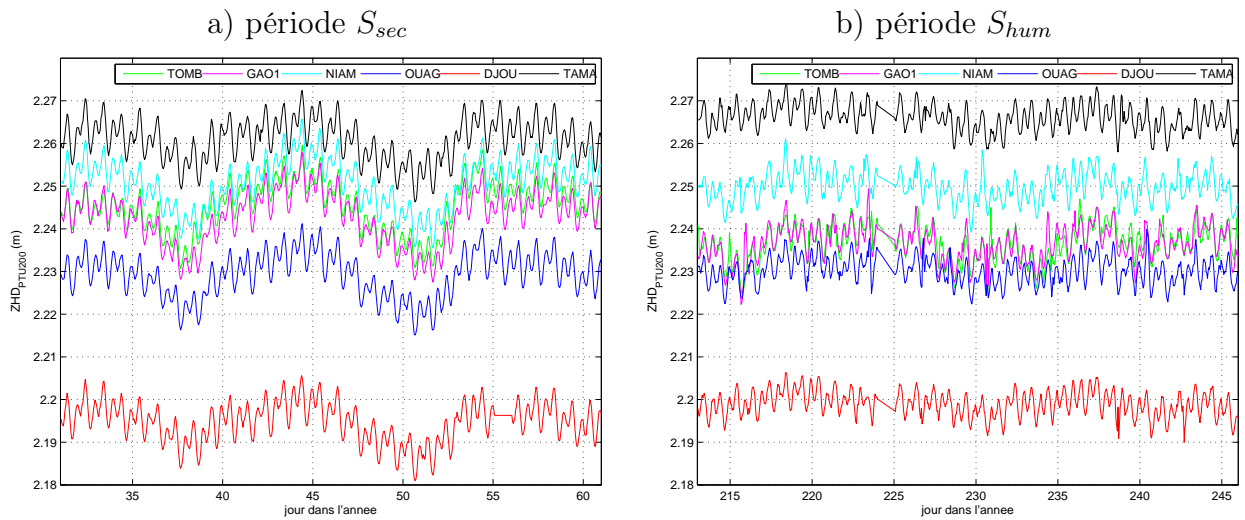 a) période S_sec
TOMB GAO1 NIAM OUAG DJOU TAMA
2.27
2.26
2.25
2.24
2.23
2.22
2.21
2.2
2.19
2.18
ZHD_PTU200 (m)
35 40 45 50 55 60
jour dans l'annee
b) période S_hum
TOMB GAO1 NIAM OUAG DJOU TAMA
2.27
2.26
2.25
2.24
2.23
2.22
2.21
2.2
2.19
2.18
ZHD_PTU200 (m)
215 220 225 230 235 240 245
jour dans l'annee